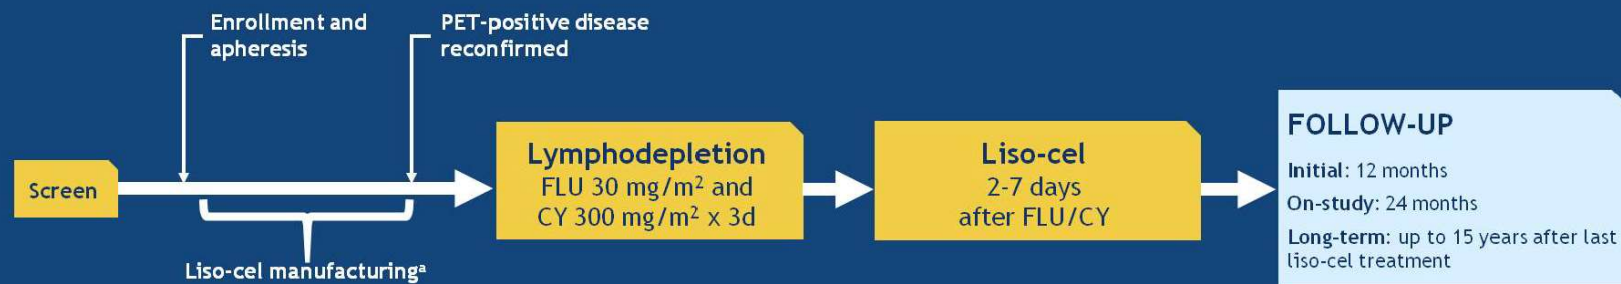 Enrollment and
apheresis
PET-positive disease
reconfirmed
Screen
Liso-cel manufacturingᵃ
Lymphodepletion
FLU 30 mg/m² and
CY 300 mg/m² x 3d
Liso-cel
2-7 days
after FLU/CY
FOLLOW-UP
Initial: 12 months
On-study: 24 months
Long-term: up to 15 years after last
liso-cel treatment